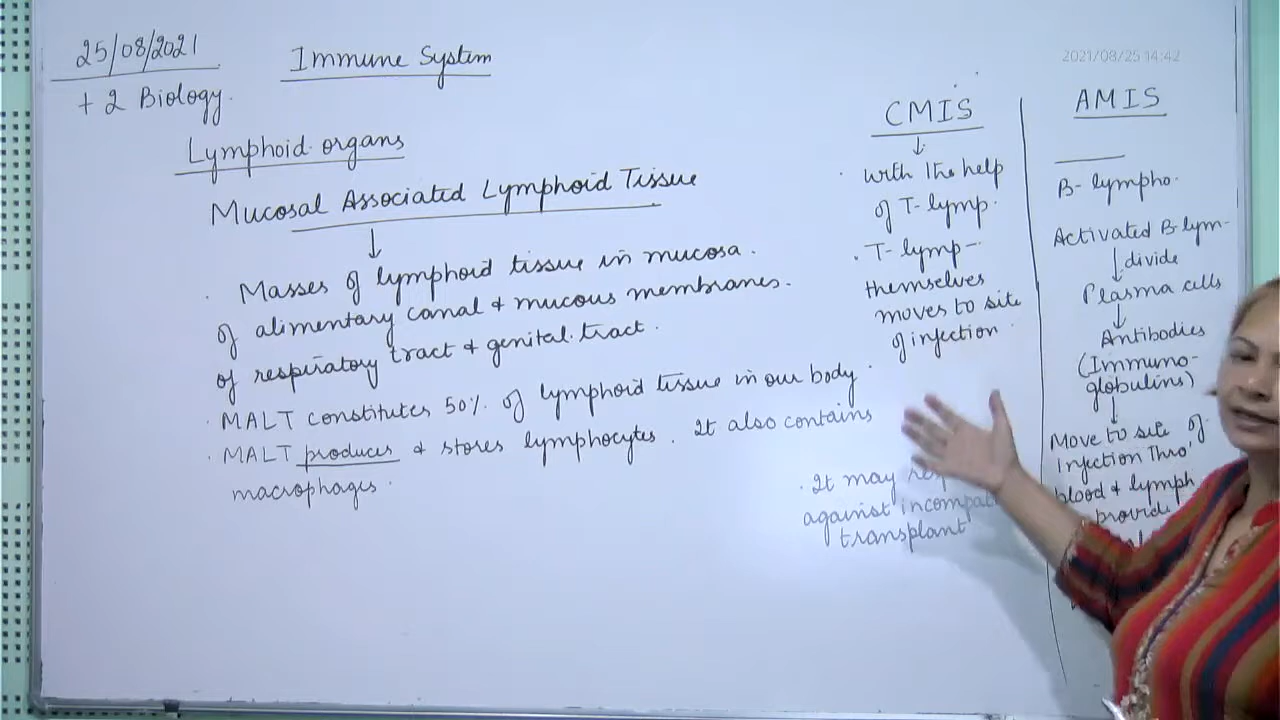 25/08/2021
+ 2 Biology.
Immune System
2021/08/25 14:42
Lymphoid organs
Mucosal Associated Lymphoid Tissue
↓
· Masses of lymphoid tissue in mucosa.
of alimentary canal & mucous membranes.
of respiratory tract & genital tract.
· MALT constitutes 50% of lymphoid tissue in our body.
· MALT produces & stores lymphocytes. It also contains
macrophages.
CMIS
↓
· with the help
of T-lymp.
· T-lymp-
themselves
moves to site
of injection.
· It may
against
transplant
AMIS
B-lympho.
Activated B-lym-
↓ divide
Plasma cells
↓
Antibodies
(Immuno-
globulins)
↓
Move to site of
injection Thro'
blood & lymph
provide